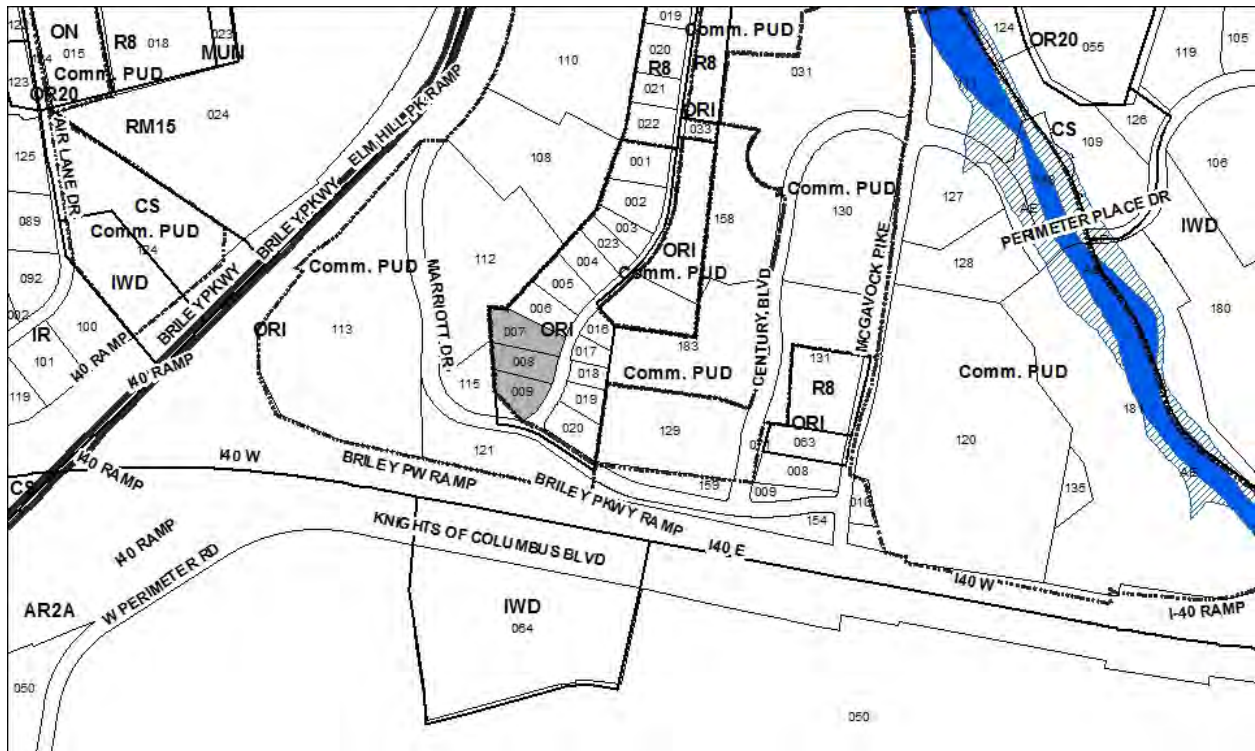 ON
015
R8
018
023
MUN
Comm. PUD
123
OR20
RM15
024
125
AIR LANE DR
089
092
CS
Comm. PUD
IWD
IR
100
101
119
I40 RAMP
BRILEY PKWY
BRILEY PKWY
ELM HILL PK RAMP
I40 RAMP
I40 RAMP
I40 RAMP
CS
110
108
112
Comm. PUD
ORI
113
MARRIOTT DR
115
121
019
020
R8
021
022
R8
ORI
033
001
002
003
023
004
005
006
007
008
009
ORI
ORI
Comm. PUD
158
016
017
018
019
020
183
Comm. PUD
129
159
Comm. PUD
031
Comm. PUD
130
CENTURY BLVD
MCGAVOCK PIKE
131
R8
ORI
063
008
009
154
124
OR20
055
119
105
126
CS
109
106
127
128
PERIMETER PLACE DR
IWD
180
Comm. PUD
120
135
I40 W
BRILEY PW RAMP
BRILEY PKWY RAMP
I40 E
I40 W
I-40 RAMP
KNIGHTS OF COLUMBUS BLVD
W PERIMETER RD
AR2A
IWD
064
050
050